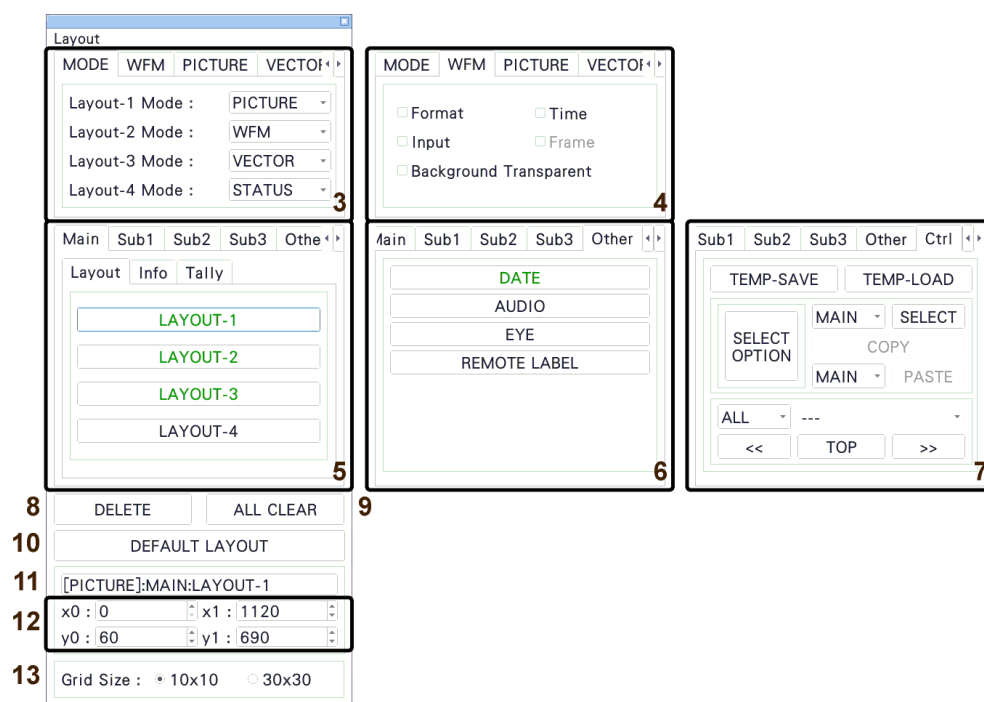 Layout
MODE WFM PICTURE VECTOR
Layout-1 Mode : PICTURE
Layout-2 Mode : WFM
Layout-3 Mode : VECTOR
Layout-4 Mode : STATUS
3
MODE WFM PICTURE VECTOR
Format Time
Input Frame
Background Transparent
4
Main Sub1 Sub2 Sub3 Othe
Layout Info Tally
LAYOUT-1
LAYOUT-2
LAYOUT-3
LAYOUT-4
5
Main Sub1 Sub2 Sub3 Other
DATE
AUDIO
EYE
REMOTE LABEL
6
Sub1 Sub2 Sub3 Other Ctrl
TEMP-SAVE TEMP-LOAD
SELECT OPTION
MAIN SELECT
COPY
MAIN PASTE
ALL ---
<< TOP >>
7
8 DELETE ALL CLEAR 9
10 DEFAULT LAYOUT
11 [PICTURE]:MAIN:LAYOUT-1
12
x0 : 0 x1 : 1120
y0 : 60 y1 : 690
13 Grid Size : 10x10 30x30